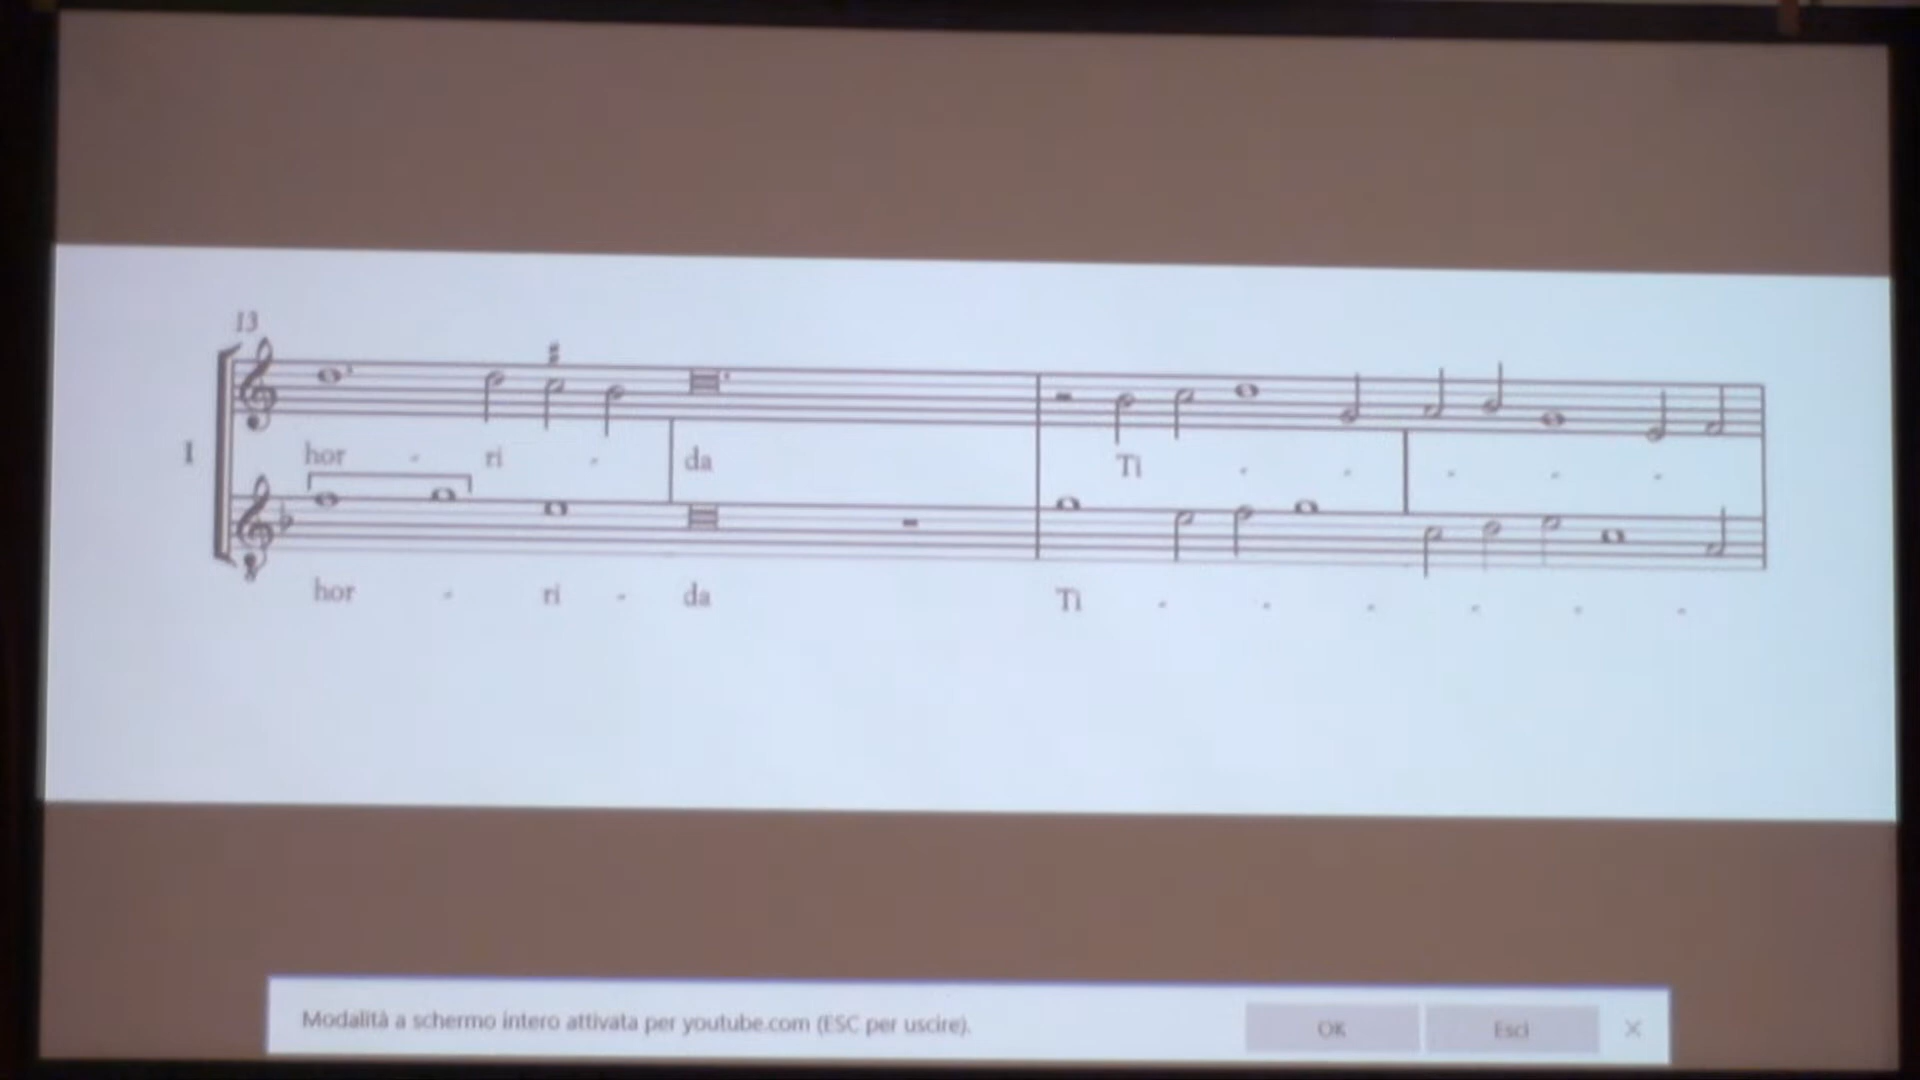 13
1
hor - ri - da Ti - - - - -
hor - ri - da Ti - - - - - -
Modalità a schermo intero attivata per youtube.com (ESC per uscire). OK Esci ×